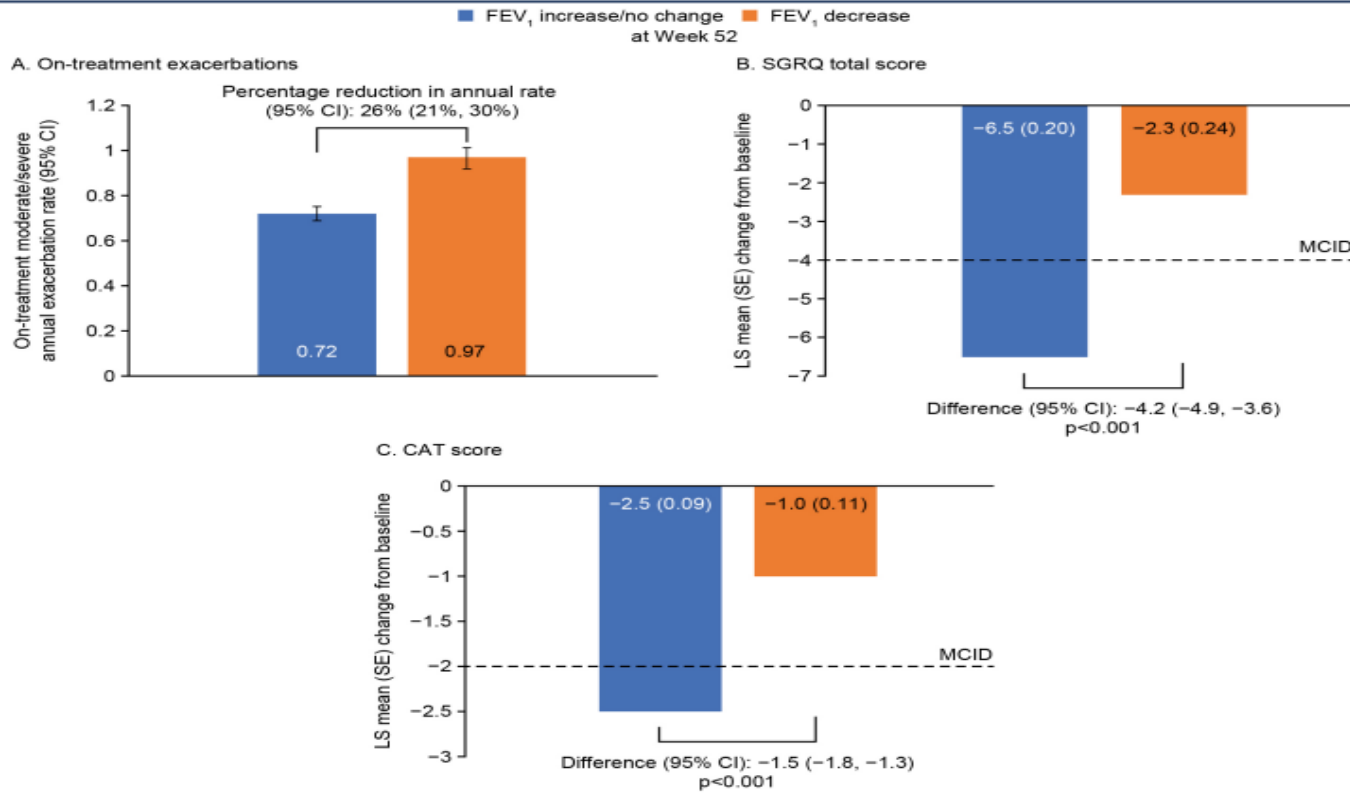 FEV₁ increase/no change FEV₁ decrease
at Week 52
A. On-treatment exacerbations
Percentage reduction in annual rate
(95% CI): 26% (21%, 30%)
On-treatment moderate/severe
annual exacerbation rate (95% CI)
1.2
1
0.8
0.6
0.4
0.2
0
0.72
0.97
B. SGRQ total score
LS mean (SE) change from baseline
0
−1
−2
−3
−4
−5
−6
−7
−6.5 (0.20)
−2.3 (0.24)
MCID
Difference (95% CI): −4.2 (−4.9, −3.6)
p<0.001
C. CAT score
LS mean (SE) change from baseline
0
−0.5
−1
−1.5
−2
−2.5
−3
−2.5 (0.09)
−1.0 (0.11)
MCID
Difference (95% CI): −1.5 (−1.8, −1.3)
p<0.001